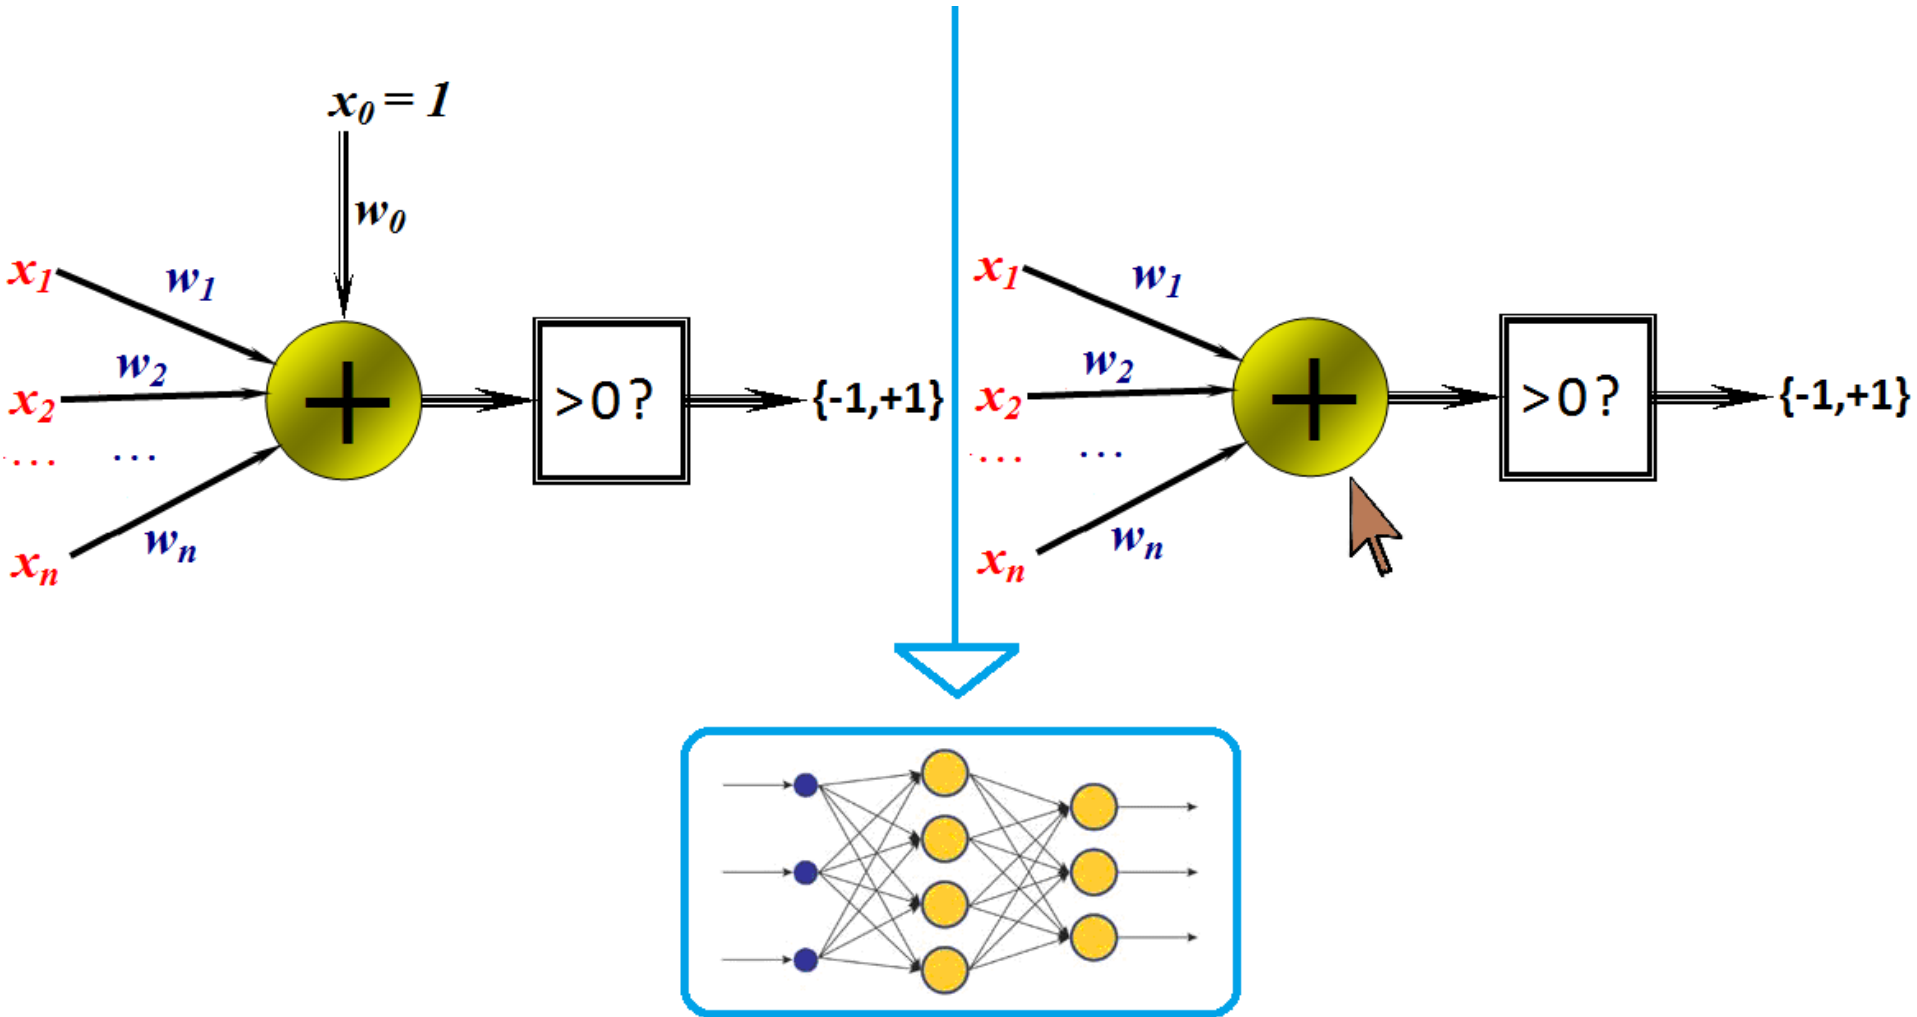 x0 = 1
w0
x1 w1
w2
x2
... ...
wn
xn
+
>0?
{-1,+1}
x1 w1
w2
x2
... ...
wn
xn
+
>0?
{-1,+1}